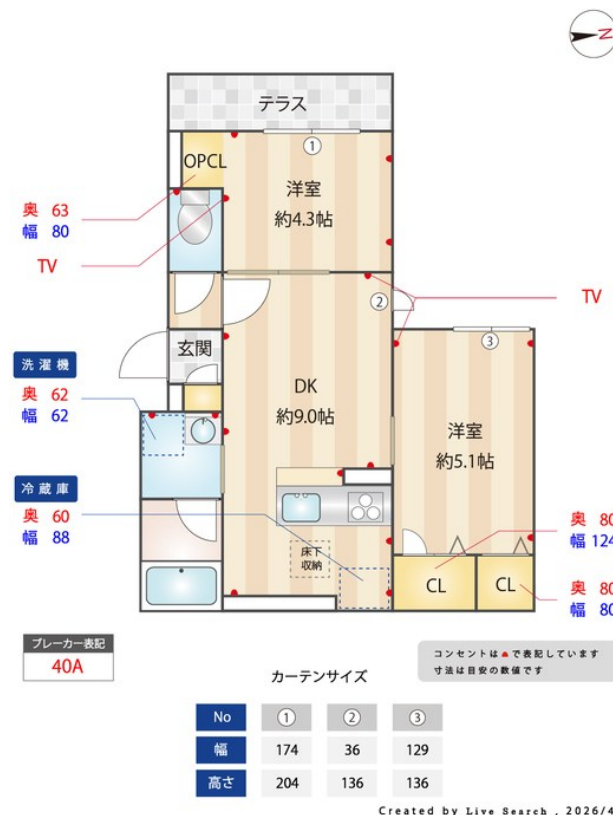 N
テラス
①
OPCL
洋室
約4.3帖
奥 63
幅 80
TV
TV
②
③
玄関
洗濯機
奥 62
幅 62
DK
約9.0帖
洋室
約5.1帖
冷蔵庫
奥 60
幅 88
床下
収納
奥 80
幅 124
CL
CL
奥 80
幅 80
ブレーカー表記
40A
コンセントは で表記しています
寸法は目安の数値です
カーテンサイズ
No ① ② ③
幅 174 36 129
高さ 204 136 136
Created by Live Search . 2026/4